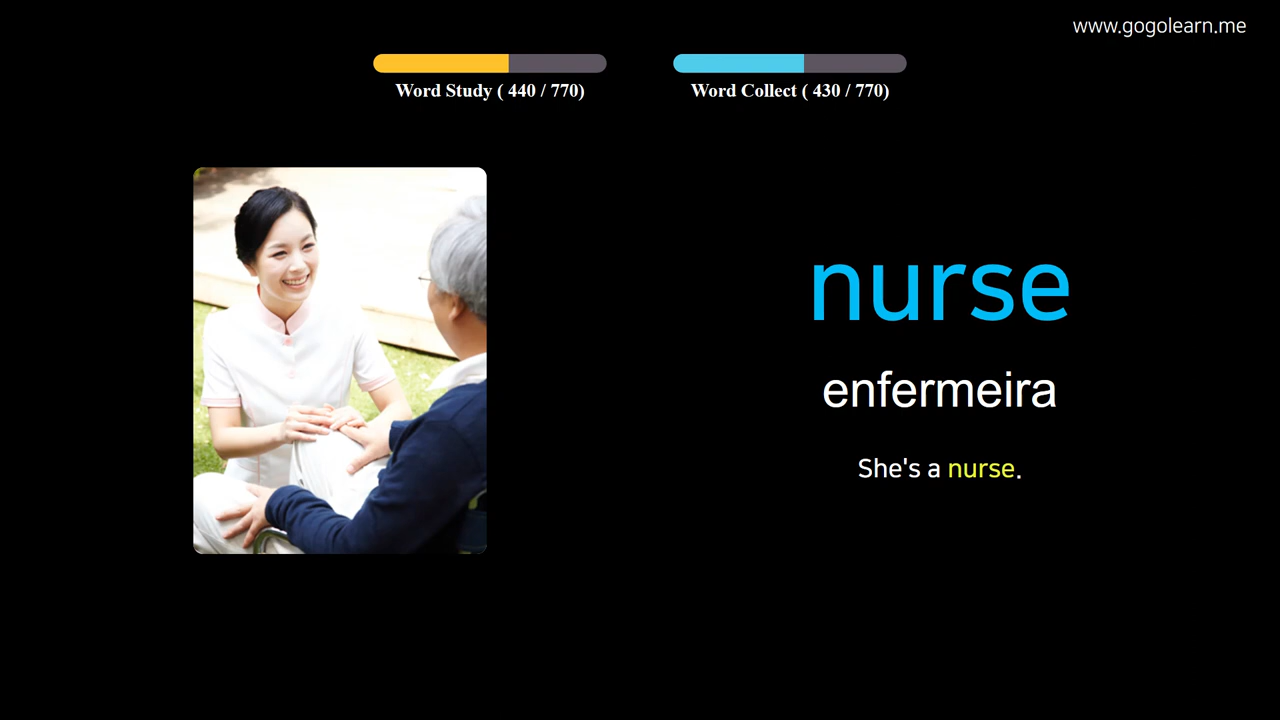 www.gogolearn.me
Word Study ( 440 / 770)
Word Collect ( 430 / 770)
nurse
enfermeira
She's a nurse.